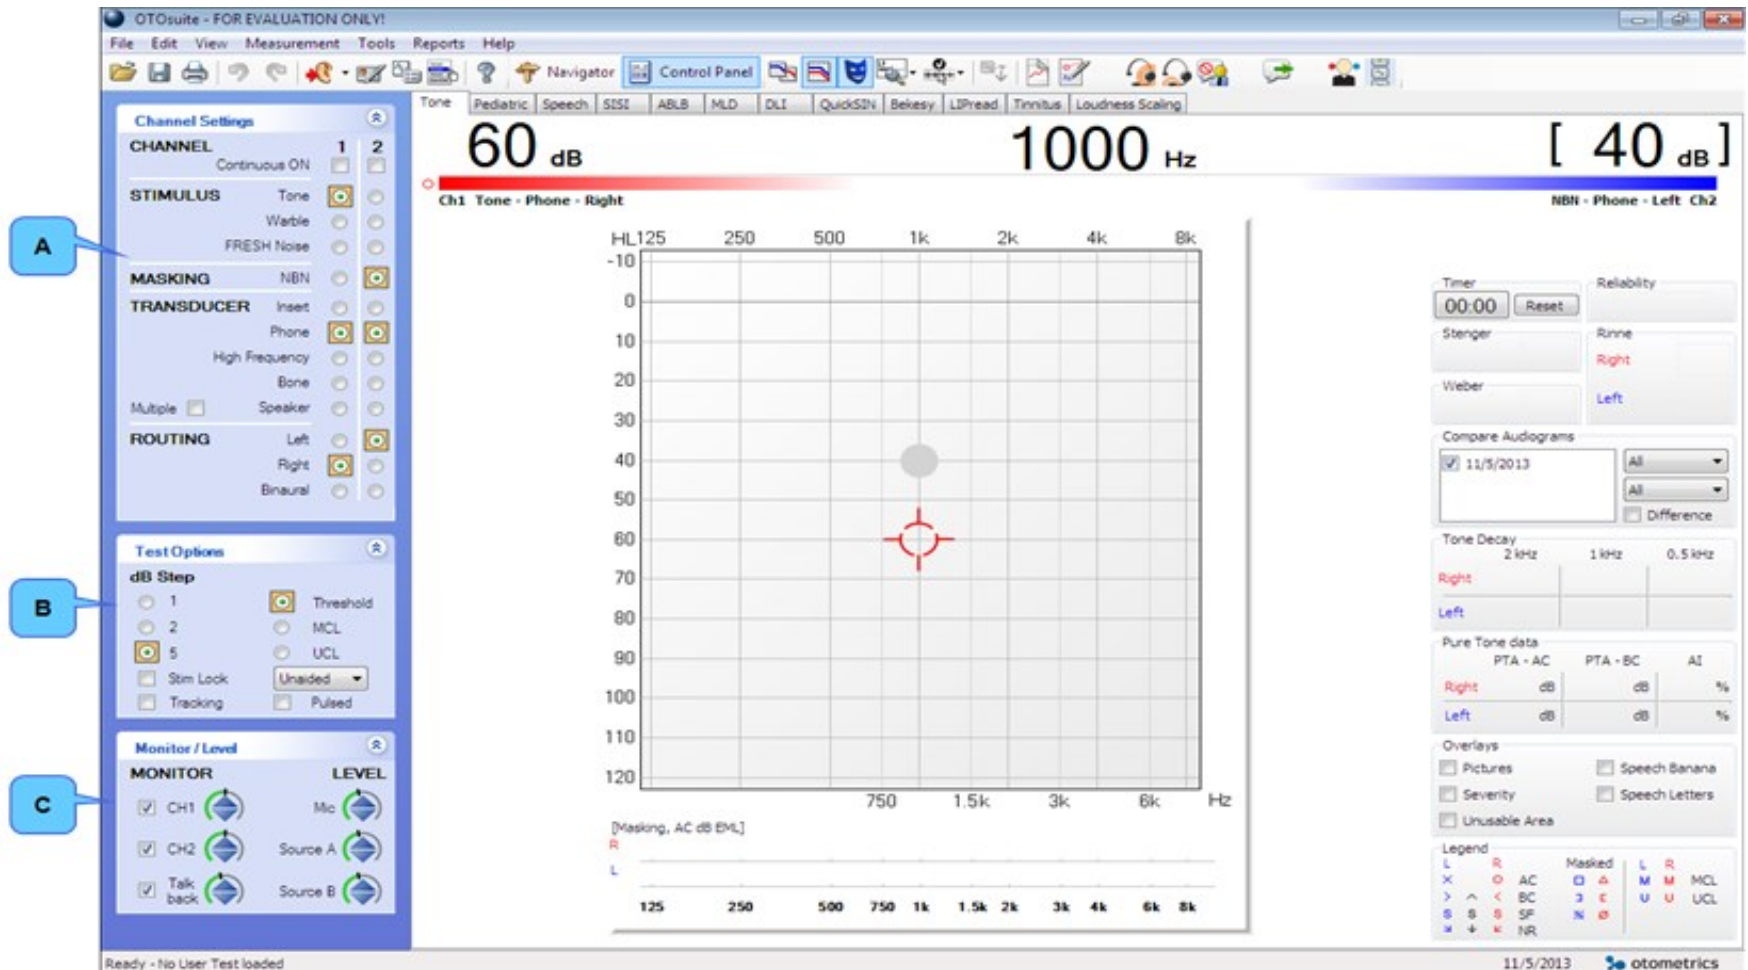 OTOsuite - FOR EVALUATION ONLY!
File Edit View Measurement Tools Reports Help
Navigator Control Panel
Tone Pediatric Speech SISI ABLB MLD DLI QuickSIN Bekesy LIPread Tinnitus Loudness Scaling
60 dB 1000 Hz [ 40 dB ]
Ch1 Tone - Phone - Right NBN - Phone - Left Ch2
A
Channel Settings
CHANNEL 1 2
Continuous ON
STIMULUS Tone
Warble
FRESH Noise
MASKING NBN
TRANSDUCER Insert
Phone
High Frequency
Bone
Multiple Speaker
ROUTING Left
Right
Binaural
B
Test Options
dB Step
1 Threshold
2 MCL
5 UCL
Stim Lock Unaided
Tracking Pulsed
C
Monitor / Level
MONITOR LEVEL
CH1 Mic
CH2 Source A
Talk back Source B
HL 125 250 500 1k 2k 4k 8k
-10
0
10
20
30
40
50
60
70
80
90
100
110
120
750 1.5k 3k 6k Hz
[Masking, AC dB EML]
R
L
125 250 500 750 1k 1.5k 2k 3k 4k 6k 8k
Timer Reliability
00:00 Reset
Stenger Rinne
Right
Weber
Left
Compare Audiograms
11/5/2013 All
All
Difference
Tone Decay
2 kHz 1 kHz 0.5 kHz
Right
Left
Pure Tone data
PTA - AC PTA - BC AI
Right dB dB %
Left dB dB %
Overlays
Pictures Speech Banana
Severity Speech Letters
Unusable Area
Legend
L R Masked L R
AC M M MCL
BC U U UCL
S S S SF
NR
Ready - No User Test loaded 11/5/2013 otometrics